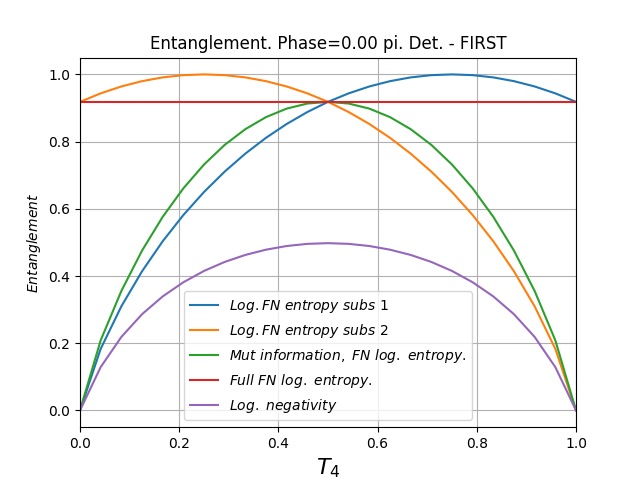 Entanglement. Phase=0.00 pi. Det. - FIRST
Entanglement
1.0
0.8
0.6
0.4
0.2
0.0
Log. FN entropy subs 1
Log. FN entropy subs 2
Mut information, FN log. entropy.
Full FN log. entropy.
Log. negativity
0.0 0.2 0.4 0.6 0.8 1.0
T₄